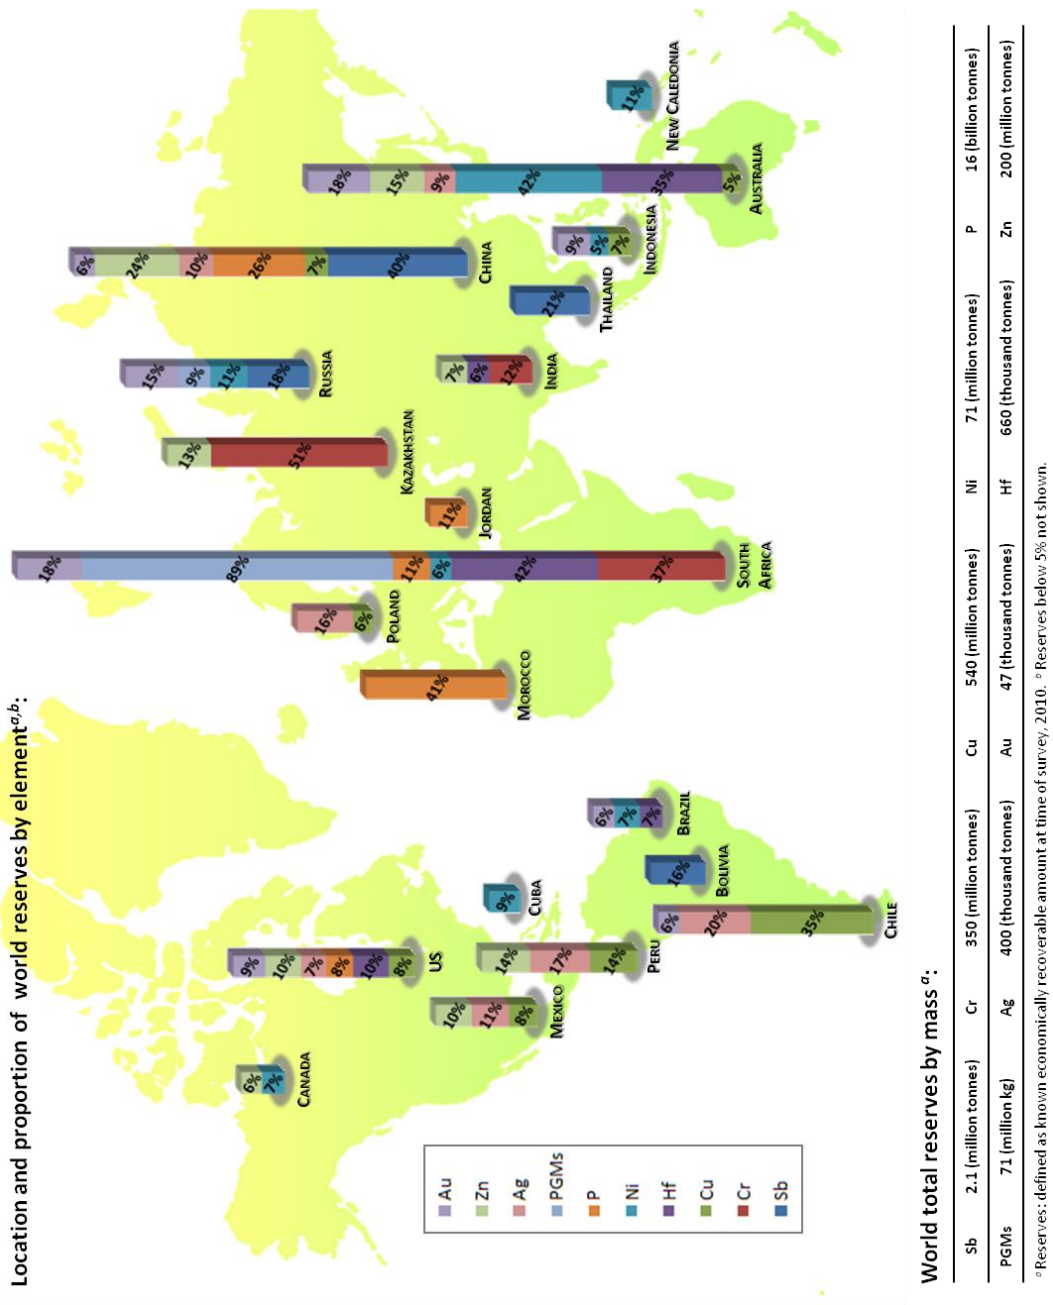 Location and proportion of world reserves by elementᵃ,ᵇ:
CANADA
6%
7%
US
9%
10%
7%
8%
10%
8%
MEXICO
10%
11%
8%
CUBA
9%
PERU
14%
17%
14%
CHILE
6%
20%
35%
BOLIVIA
16%
BRAZIL
6%
7%
7%
MOROCCO
41%
POLAND
16%
6%
SOUTH
AFRICA
18%
89%
11%
6%
42%
37%
JORDAN
11%
KAZAKHSTAN
13%
51%
RUSSIA
15%
9%
11%
18%
INDIA
7%
6%
12%
THAILAND
21%
CHINA
6%
24%
10%
26%
7%
40%
INDONESIA
9%
5%
7%
AUSTRALIA
18%
15%
9%
42%
35%
5%
NEW CALEDONIA
11%
Au
Zn
Ag
PGMs
P
Ni
Hf
Cu
Cr
Sb
World total reserves by mass ᵃ:
Sb 2.1 (million tonnes) Cr 350 (million tonnes) Cu 540 (million tonnes) Ni 71 (million tonnes) P 16 (billion tonnes)
PGMs 71 (million kg) Ag 400 (thousand tonnes) Au 47 (thousand tonnes) Hf 660 (thousand tonnes) Zn 200 (million tonnes)
ᵃ Reserves: defined as known economically recoverable amount at time of survey, 2010. ᵇ Reserves below 5% not shown.